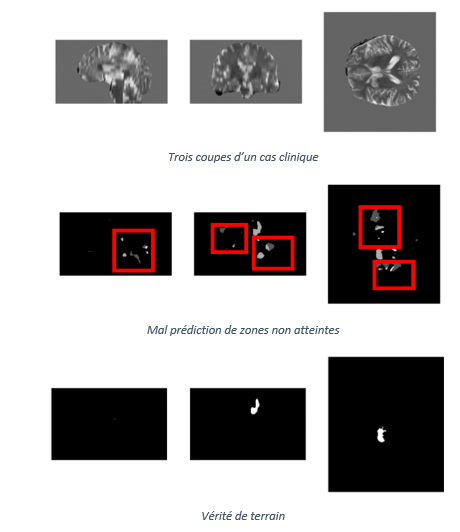 Trois coupes d'un cas clinique
Mal prédiction de zones non atteintes
Vérité de terrain